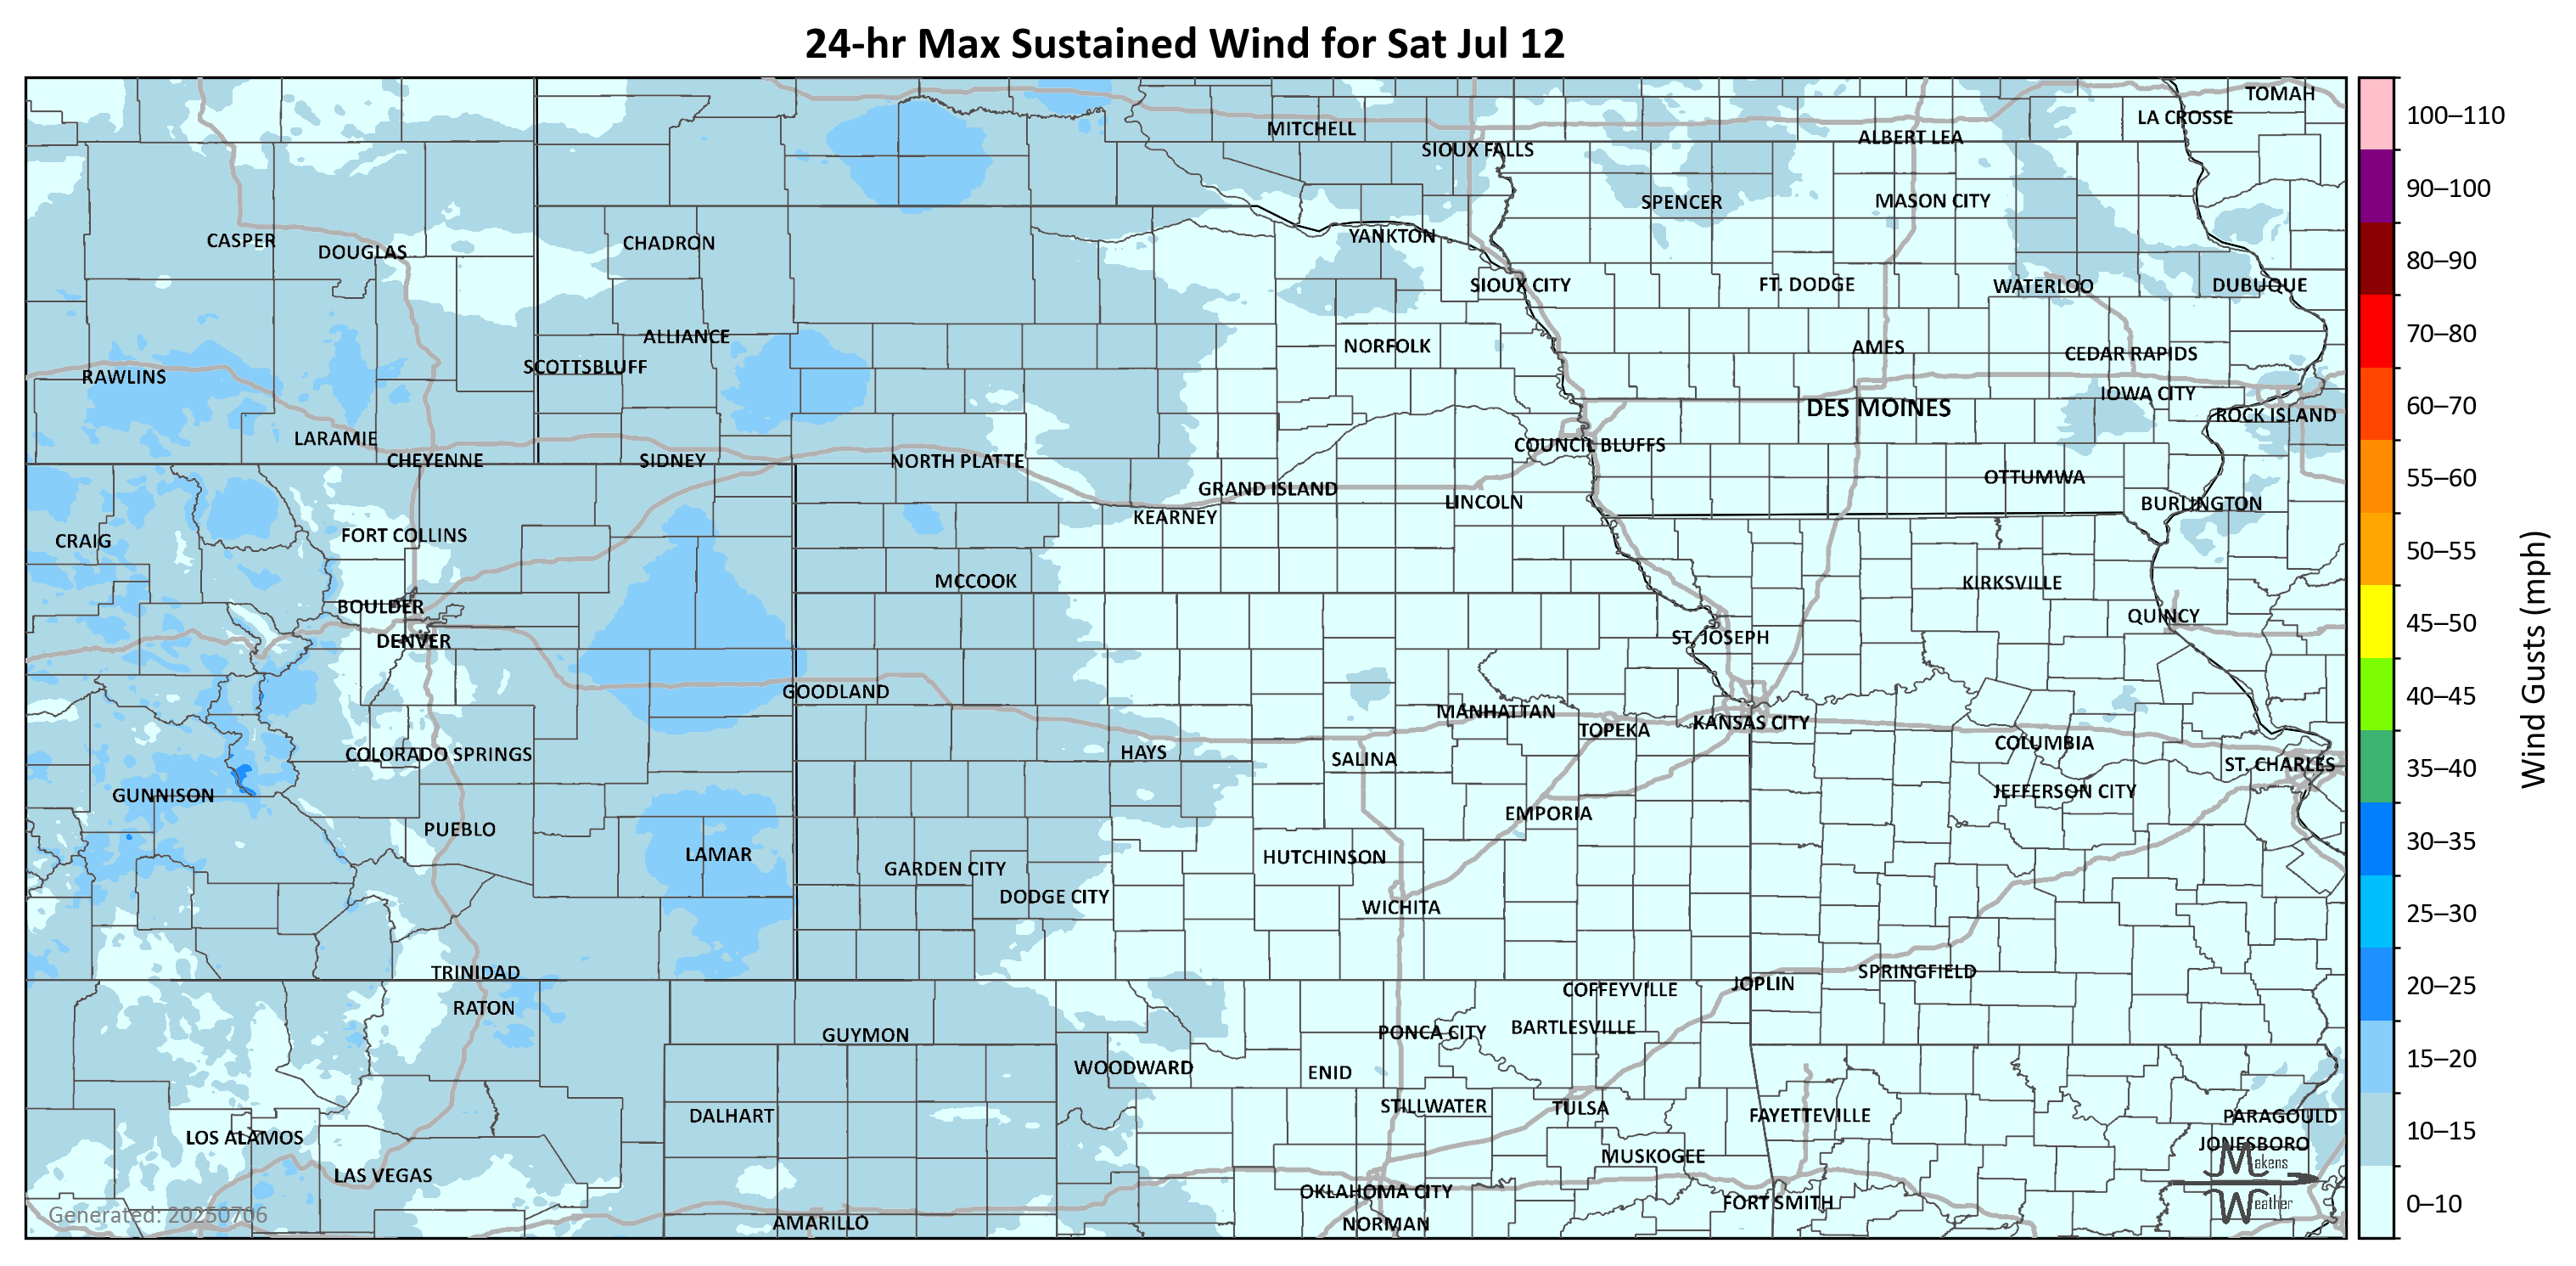 24-hr Max Sustained Wind for Sat Jul 12
TOMAH
LA CROSSE
MITCHELL
ALBERT LEA
SIOUX FALLS
SPENCER
MASON CITY
CASPER
DOUGLAS
CHADRON
YANKTON
SIOUX CITY
FT. DODGE
WATERLOO
DUBUQUE
ALLIANCE
NORFOLK
AMES
CEDAR RAPIDS
SCOTTSBLUFF
RAWLINS
IOWA CITY
DES MOINES
ROCK ISLAND
LARAMIE
COUNCIL BLUFFS
CHEYENNE
SIDNEY
NORTH PLATTE
OTTUMWA
GRAND ISLAND
LINCOLN
BURLINGTON
KEARNEY
FORT COLLINS
CRAIG
MCCOOK
KIRKSVILLE
BOULDER
QUINCY
DENVER
ST. JOSEPH
GOODLAND
MANHATTAN
KANSAS CITY
TOPEKA
COLUMBIA
COLORADO SPRINGS
HAYS
SALINA
ST. CHARLES
GUNNISON
JEFFERSON CITY
EMPORIA
PUEBLO
LAMAR
HUTCHINSON
GARDEN CITY
DODGE CITY
WICHITA
TRINIDAD
SPRINGFIELD
JOPLIN
COFFEYVILLE
RATON
BARTLESVILLE
PONCA CITY
GUYMON
WOODWARD
ENID
STILLWATER
TULSA
DALHART
FAYETTEVILLE
PARAGOULD
LOS ALAMOS
JONESBORO
MUSKOGEE
LAS VEGAS
OKLAHOMA CITY
FORT SMITH
AMARILLO
NORMAN
Generated: 20250706
Makens
Weather
100–110
90–100
80–90
70–80
60–70
55–60
50–55
45–50
40–45
35–40
30–35
25–30
20–25
15–20
10–15
0–10
Wind Gusts (mph)